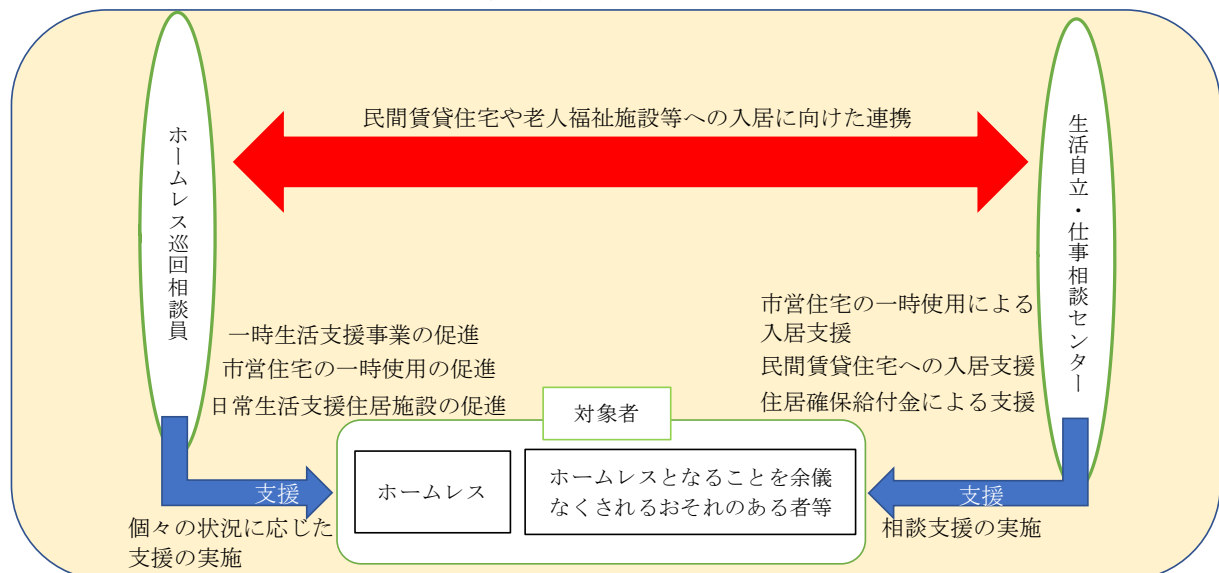 民間賃貸住宅や老人福祉施設等への入居に向けた連携
ホームレス巡回相談員
生活自立・仕事相談センター
一時生活支援事業の促進
市営住宅の一時使用の促進
日常生活支援住居施設の促進
市営住宅の一時使用による
入居支援
民間賃貸住宅への入居支援
住居確保給付金による支援
対象者
ホームレス
ホームレスとなることを余儀
なくされるおそれのある者等
支援
個々の状況に応じた
支援の実施
支援
相談支援の実施